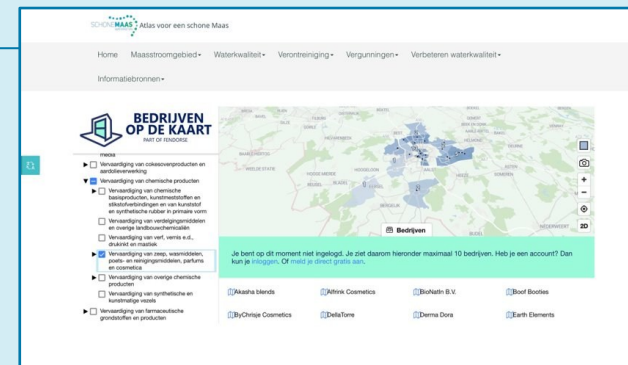 SCHONE MAAS Atlas voor een schone Maas
Home Maasstroomgebied Waterkwaliteit Verontreiniging Vergunningen Verbeteren waterkwaliteit
Informatiebronnen
BEDRIJVEN
OP DE KAART
PART OF FENDORSE
media
Vervaardiging van cokesovenproducten en
aardolieverwerking
Vervaardiging van chemische producten
Vervaardiging van chemische
basisproducten, kunstmeststoffen en
stikstofverbindingen en van kunststof
en synthetische rubber in primaire vorm
Vervaardiging van verdelgingsmiddelen
en overige landbouwchemicaliën
Vervaardiging van verf, vernis e.d.,
drukinkt en mastiek
Vervaardiging van zeep, wasmiddelen,
poets- en reinigingsmiddelen, parfums
en cosmetica
Vervaardiging van overige chemische
producten
Vervaardiging van synthetische en
kunstmatige vezels
Vervaardiging van farmaceutische
grondstoffen en producten
2D
Bedrijven
Je bent op dit moment niet ingelogd. Je ziet daarom hieronder maximaal 10 bedrijven. Heb je een account? Dan
kun je inloggen. Of meld je direct gratis aan.
Akasha blends Alfrink Cosmetics BioNatIn B.V. Boof Booties
ByChrisje Cosmetics DellaTorre Derma Dora Earth Elements